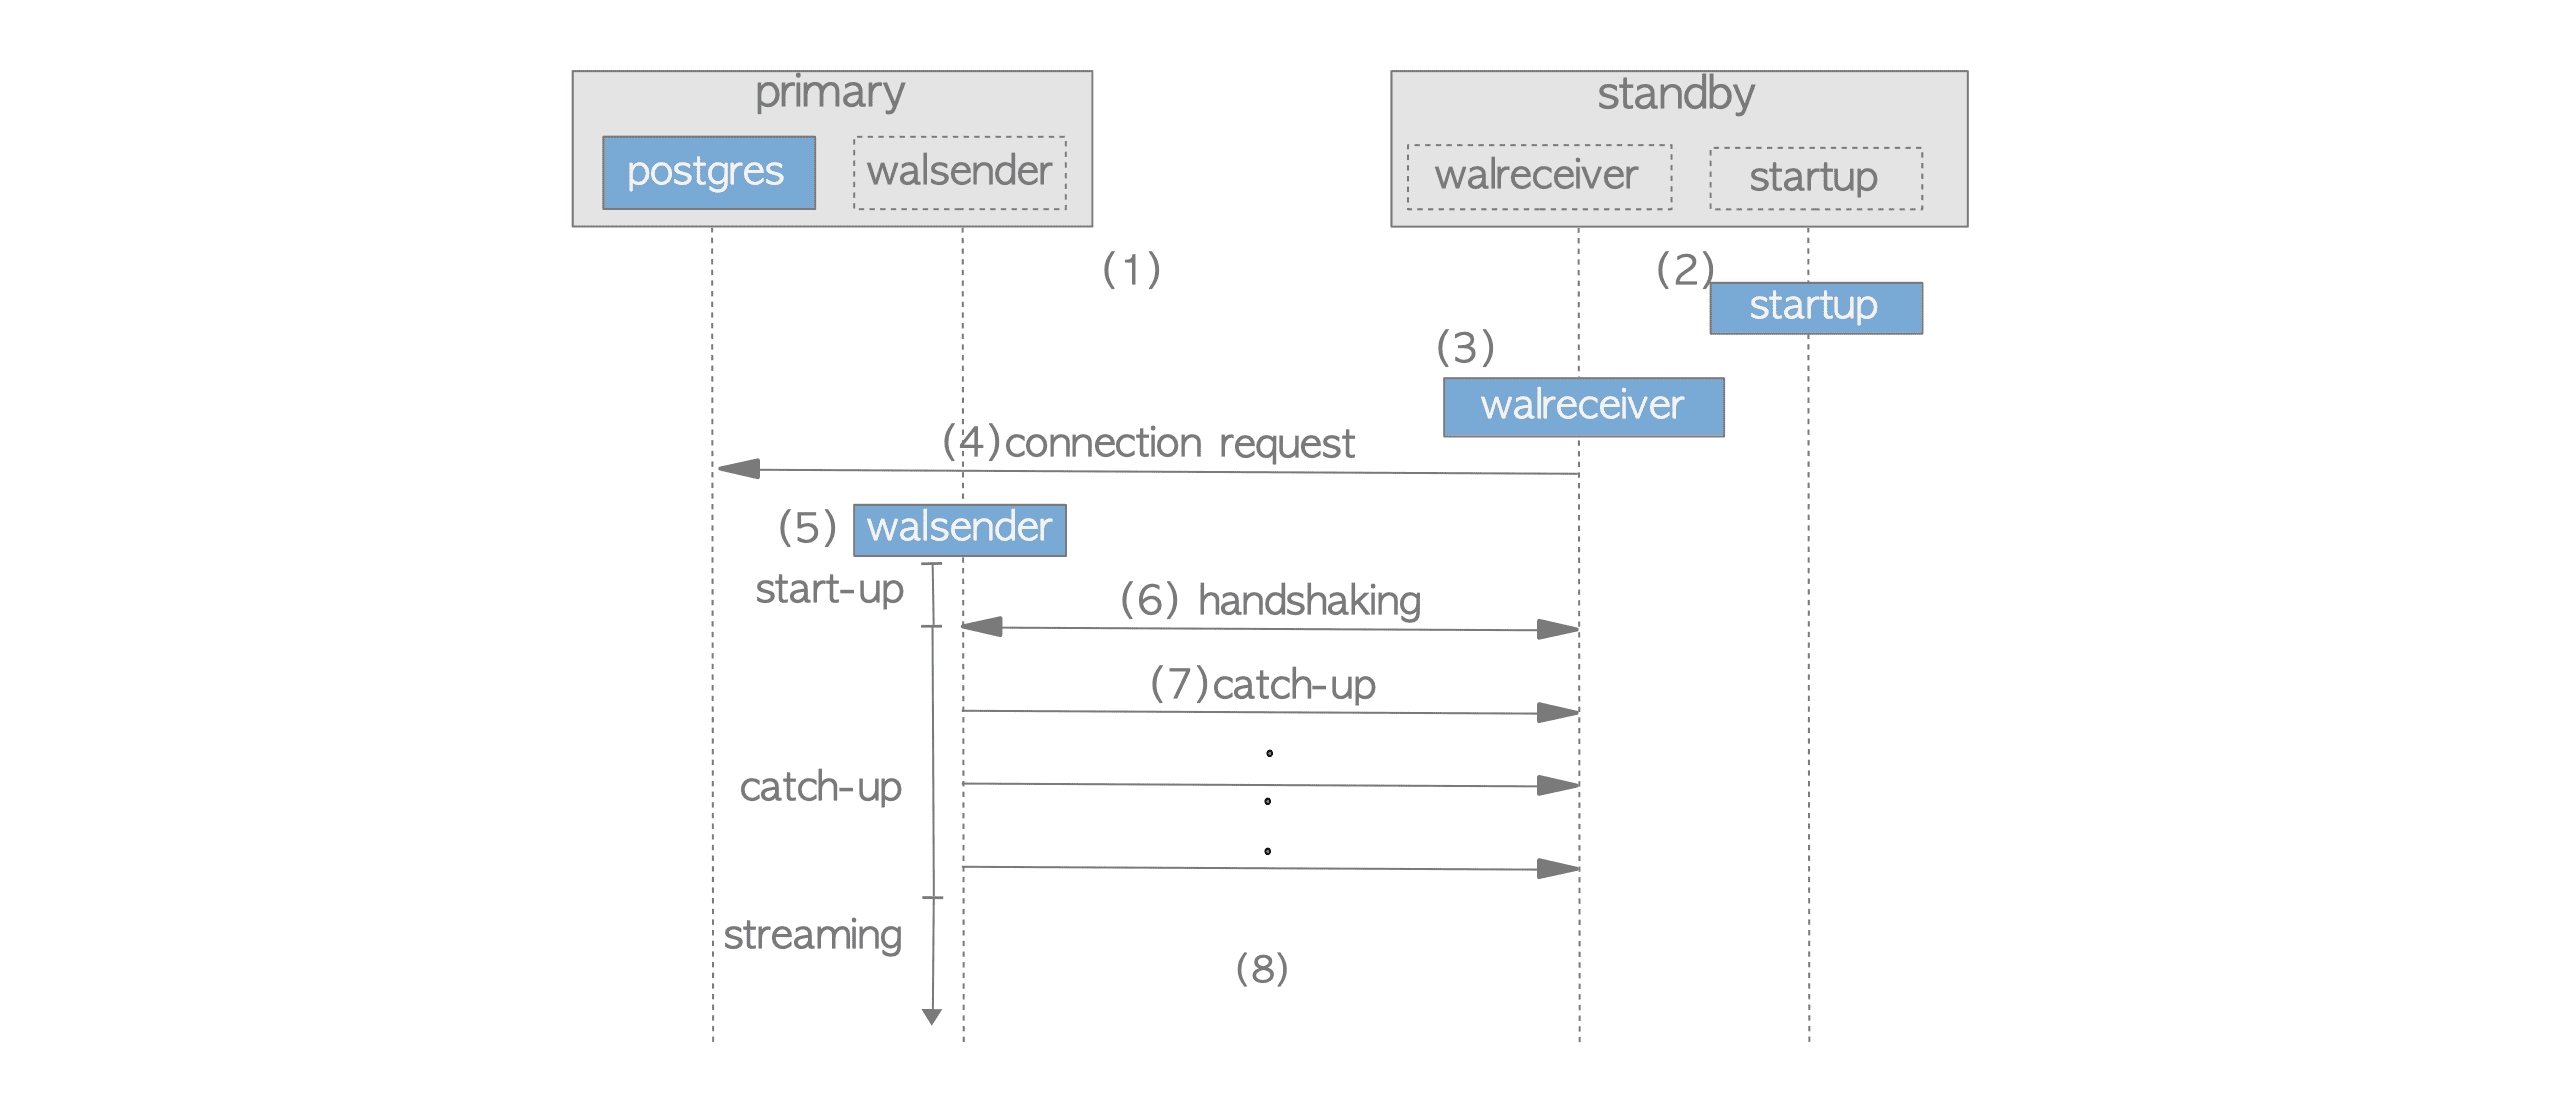 primary
standby
postgres
walsender
walreceiver
startup
(1)
(2)
startup
(3)
walreceiver
(4)connection request
(5)
walsender
start-up
(6) handshaking
(7)catch-up
catch-up
streaming
(8)